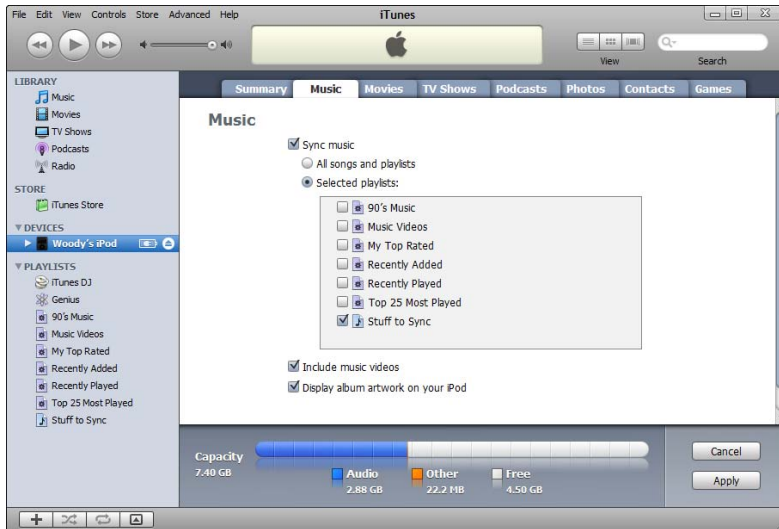 File Edit View Controls Store Advanced Help
iTunes
View
Search
LIBRARY
Music
Movies
TV Shows
Podcasts
Radio
STORE
iTunes Store
DEVICES
Woody's iPod
PLAYLISTS
iTunes DJ
Genius
90's Music
Music Videos
My Top Rated
Recently Added
Recently Played
Top 25 Most Played
Stuff to Sync
Summary Music Movies TV Shows Podcasts Photos Contacts Games
Music
Sync music
All songs and playlists
Selected playlists:
90's Music
Music Videos
My Top Rated
Recently Added
Recently Played
Top 25 Most Played
Stuff to Sync
Include music videos
Display album artwork on your iPod
Capacity
7.40 GB
Audio
2.88 GB
Other
22.2 MB
Free
4.50 GB
Cancel
Apply